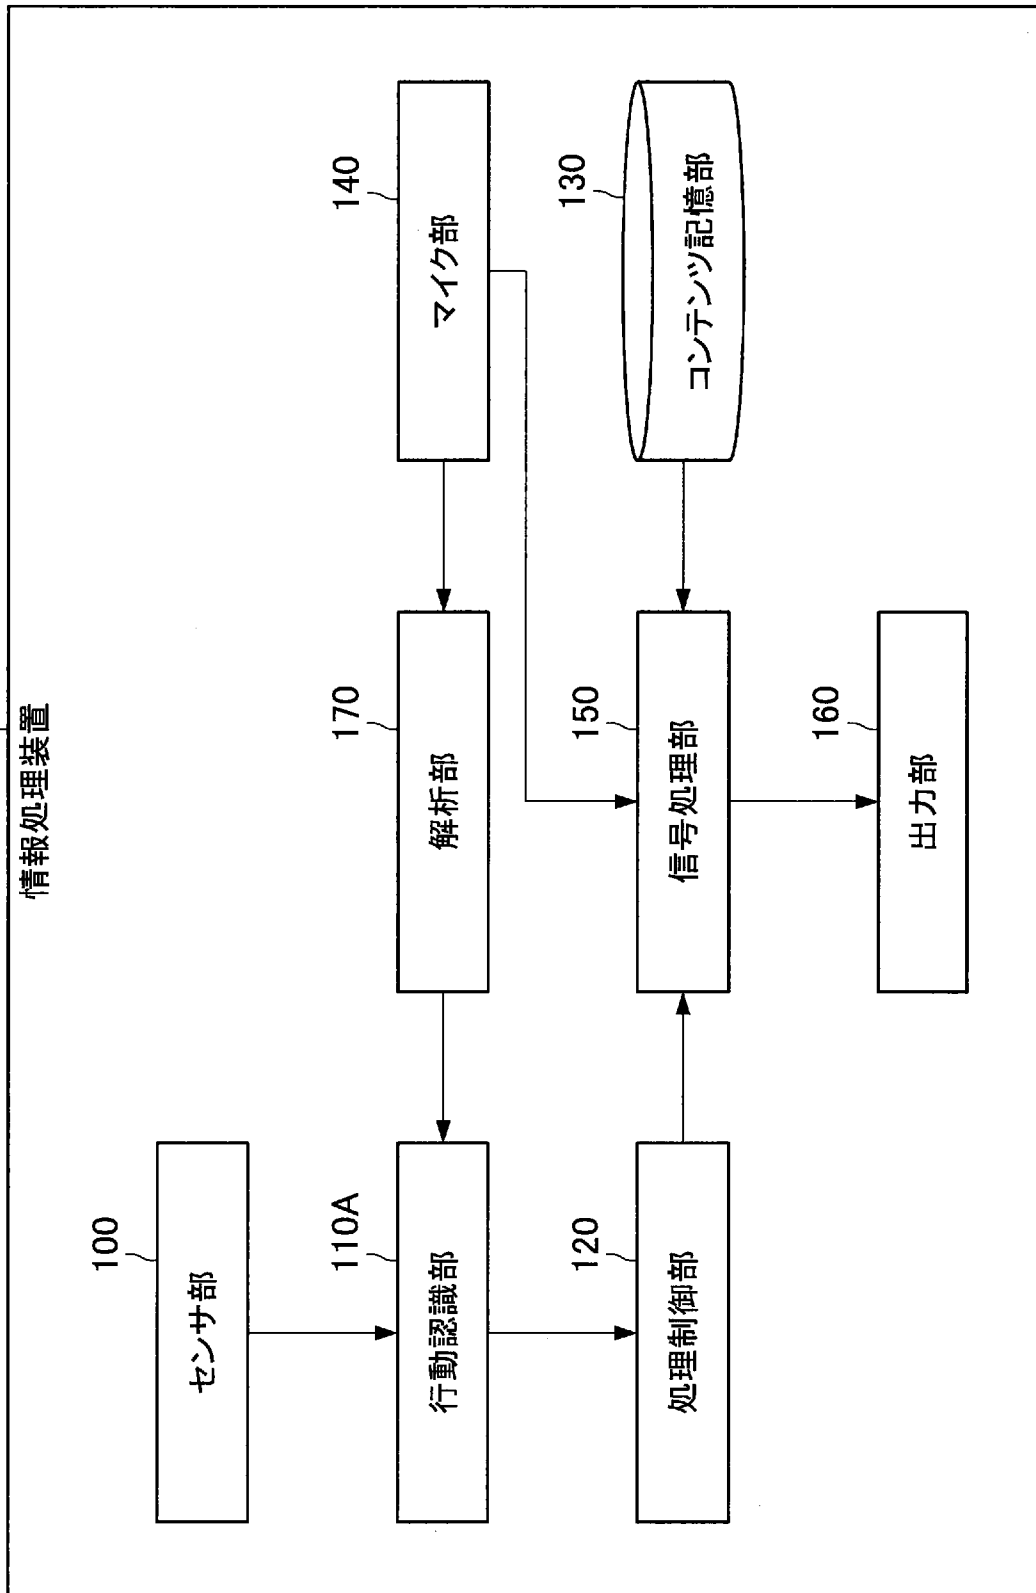 情報処理装置
100
センサ部
110A
行動認識部
120
処理制御部
170
解析部
150
信号処理部
160
出力部
140
マイク部
130
コンテンツ記憶部